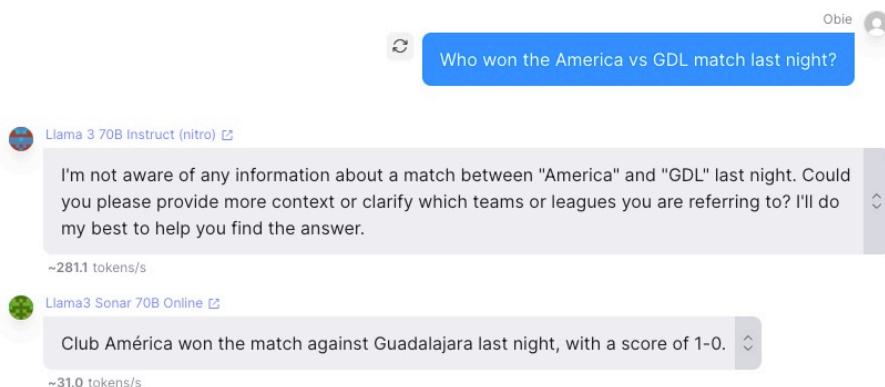 Obie
Who won the America vs GDL match last night?
Llama 3 70B Instruct (nitro)
I'm not aware of any information about a match between "America" and "GDL" last night. Could
you please provide more context or clarify which teams or leagues you are referring to? I'll do
my best to help you find the answer.
~281.1 tokens/s
Llama3 Sonar 70B Online
Club América won the match against Guadalajara last night, with a score of 1-0.
~31.0 tokens/s